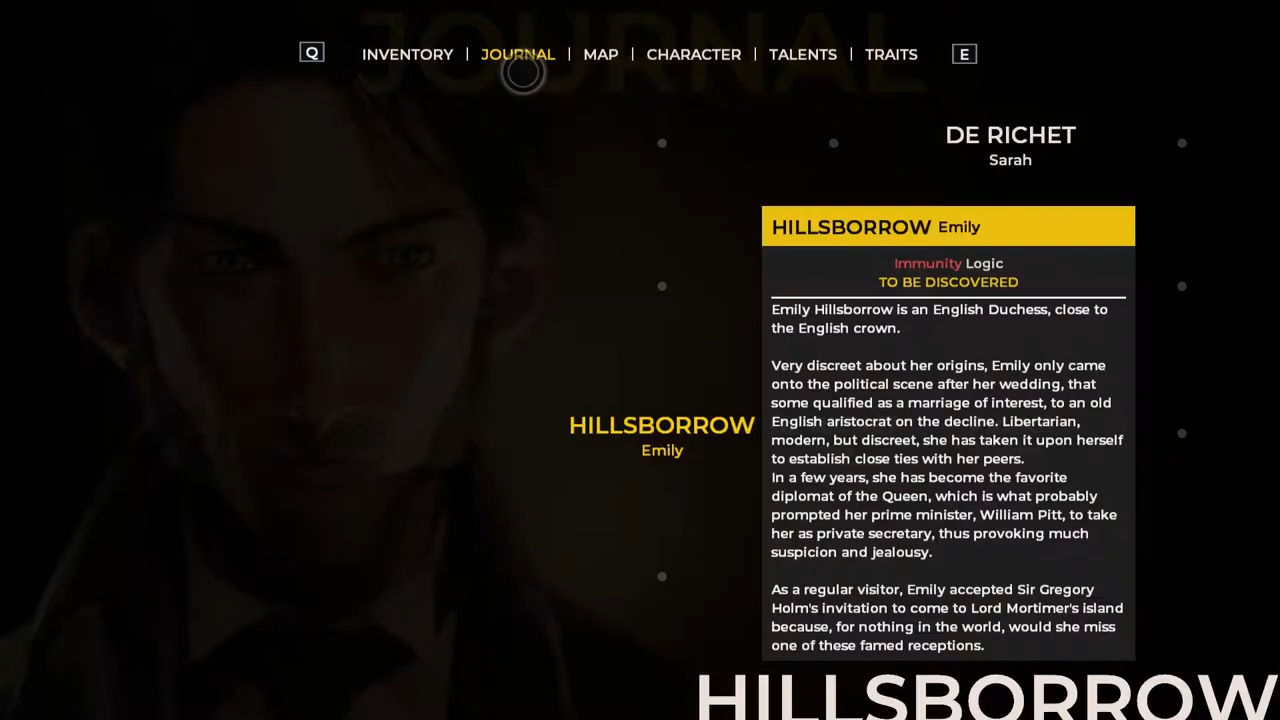 JOURNAL
Q INVENTORY | JOURNAL | MAP | CHARACTER | TALENTS | TRAITS E
DE RICHET
Sarah
HILLSBORROW Emily
Immunity Logic
TO BE DISCOVERED
Emily Hillsborrow is an English Duchess, close to
the English crown.
Very discreet about her origins, Emily only came
onto the political scene after her wedding, that
some qualified as a marriage of interest, to an old
English aristocrat on the decline. Libertarian,
modern, but discreet, she has taken it upon herself
to establish close ties with her peers.
In a few years, she has become the favorite
diplomat of the Queen, which is what probably
prompted her prime minister, William Pitt, to take
her as private secretary, thus provoking much
suspicion and jealousy.
As a regular visitor, Emily accepted Sir Gregory
Holm's invitation to come to Lord Mortimer's island
because, for nothing in the world, would she miss
one of these famed receptions.
HILLSBORROW
Emily
HILLSBORROW